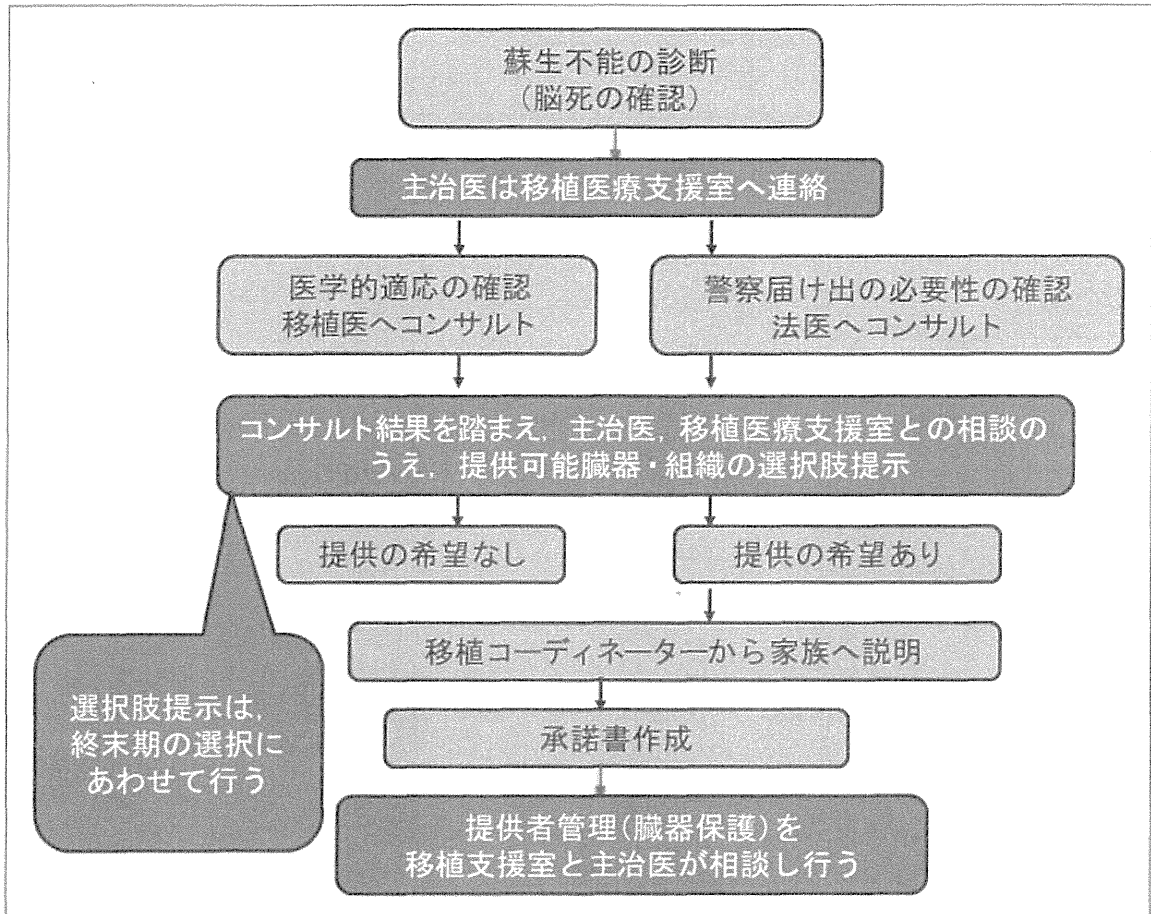 蘇生不能の診断
（脳死の確認）
主治医は移植医療支援室へ連絡
医学的適応の確認
移植医へコンサルト
警察届け出の必要性の確認
法医へコンサルト
コンサルト結果を踏まえ，主治医，移植医療支援室との相談の
うえ，提供可能臓器・組織の選択肢提示
提供の希望なし
提供の希望あり
移植コーディネーターから家族へ説明
選択肢提示は，
終末期の選択に
あわせて行う
承諾書作成
提供者管理（臓器保護）を
移植支援室と主治医が相談し行う